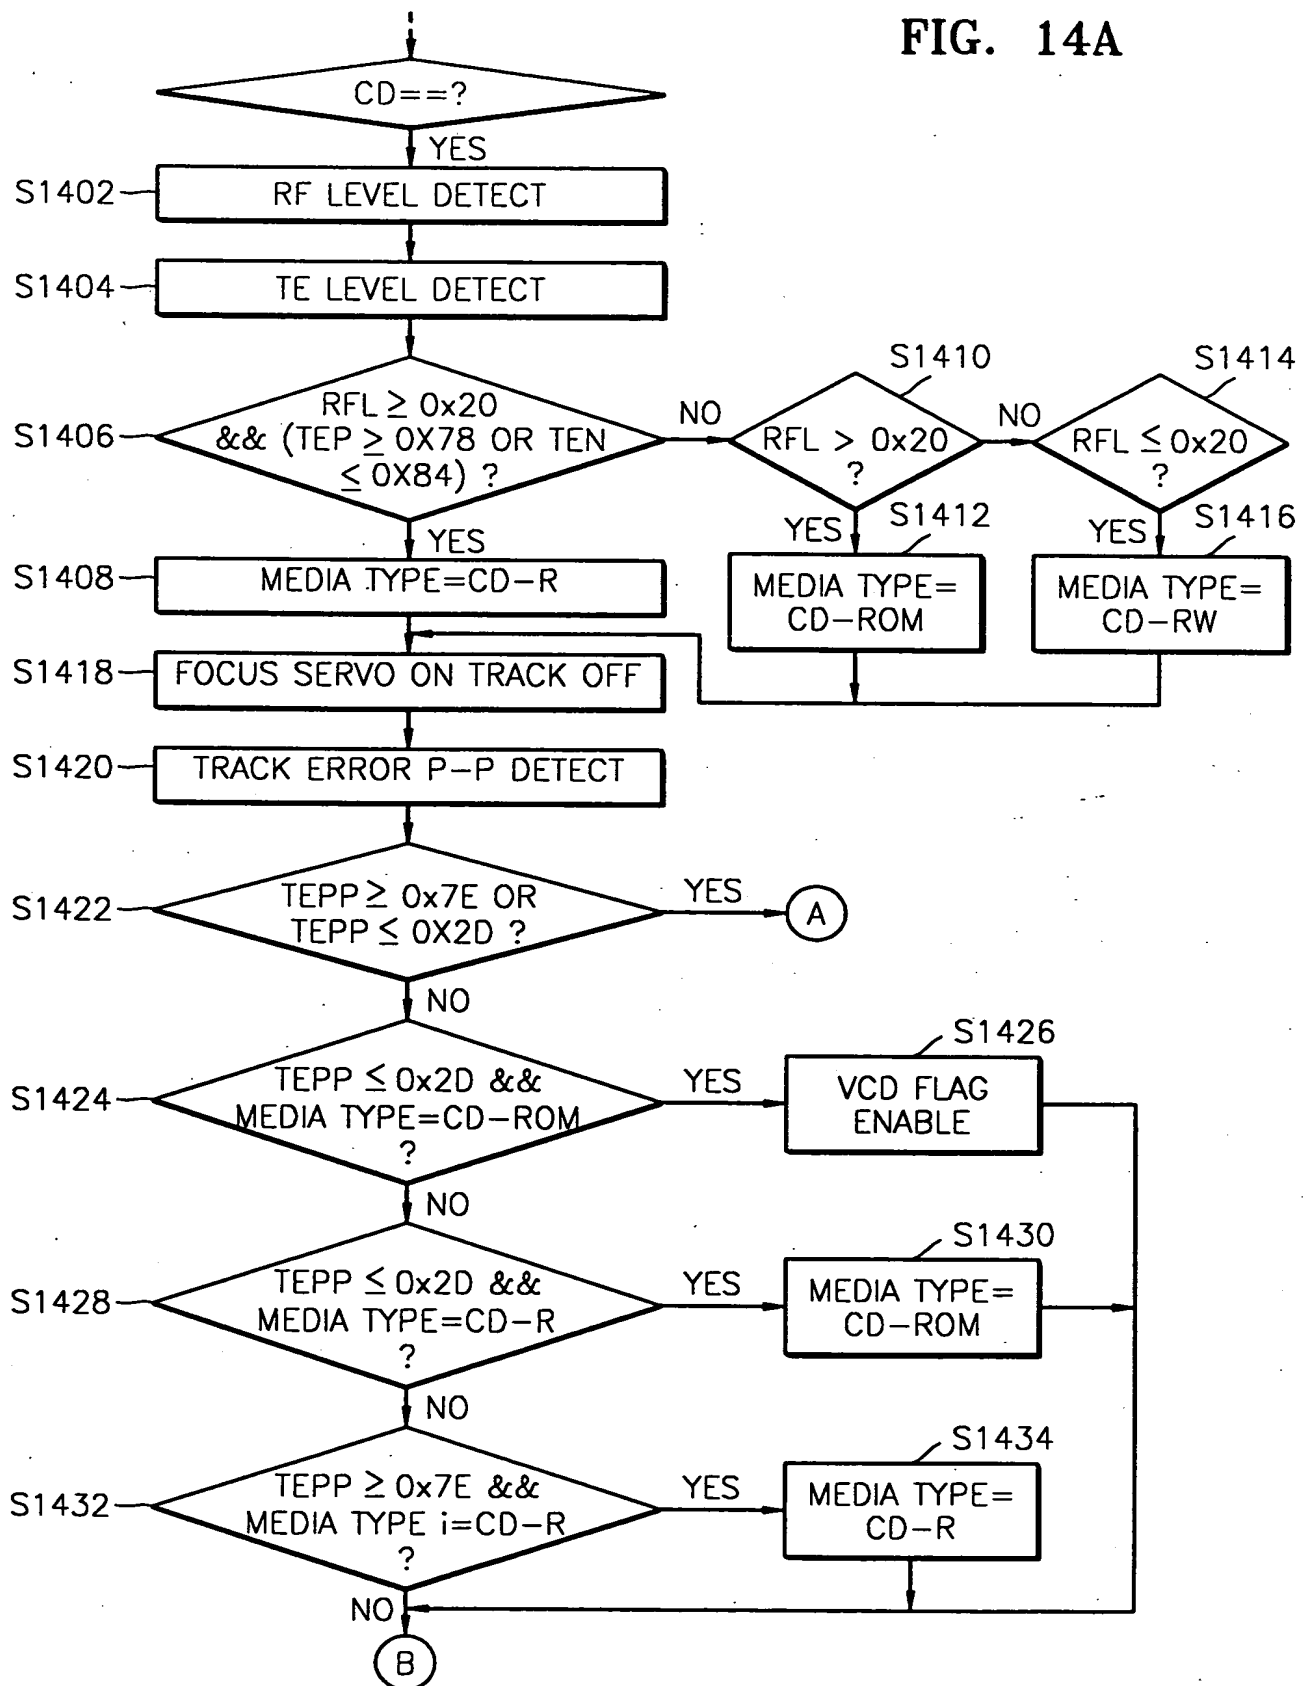 FIG. 14A
CD==?
YES
S1402
RF LEVEL DETECT
S1404
TE LEVEL DETECT
S1406
RFL ≥ 0x20
&& (TEP ≥ 0X78 OR TEN
≤ 0X84) ?
NO
S1410
RFL > 0x20
?
NO
S1414
RFL ≤ 0x20
?
YES
S1408
MEDIA TYPE=CD-R
YES
S1412
MEDIA TYPE=
CD-ROM
YES
S1416
MEDIA TYPE=
CD-RW
S1418
FOCUS SERVO ON TRACK OFF
S1420
TRACK ERROR P-P DETECT
S1422
TEPP ≥ 0x7E OR
TEPP ≤ 0X2D ?
YES
A
NO
S1424
TEPP ≤ 0x2D &&
MEDIA TYPE=CD-ROM
?
YES
S1426
VCD FLAG
ENABLE
NO
S1428
TEPP ≤ 0x2D &&
MEDIA TYPE=CD-R
?
YES
S1430
MEDIA TYPE=
CD-ROM
NO
S1432
TEPP ≥ 0x7E &&
MEDIA TYPE i=CD-R
?
YES
S1434
MEDIA TYPE=
CD-R
NO
B